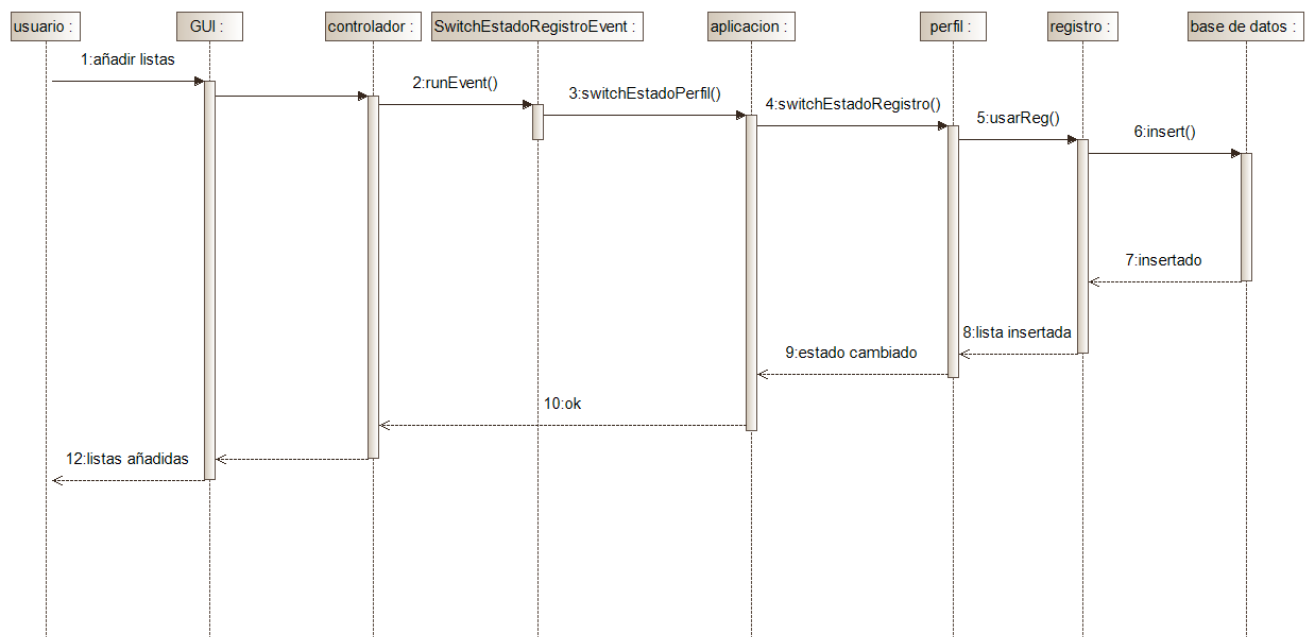 usuario :
GUI :
controlador :
SwitchEstadoRegistroEvent :
aplicacion :
perfil :
registro :
base de datos :
1:añadir listas
2:runEvent()
3:switchEstadoPerfil()
4:switchEstadoRegistro()
5:usarReg()
6:insert()
7:insertado
8:lista insertada
9:estado cambiado
10:ok
12:listas añadidas